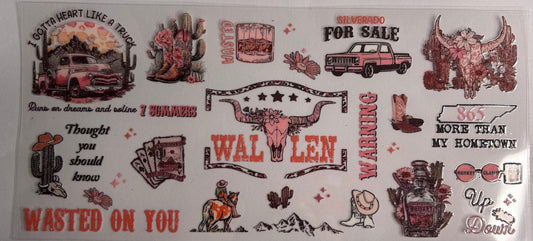 I GOTTA HEART LIKE A TRUCK
Runs on dreams and
7 SUMMERS
WHISKEY
SILVERADO
FOR SALE
WAL LEN
WARNING
865
MORE THAN
MY HOMETOWN
Thought
you
should
know
WASTED ON YOU
Up
Down